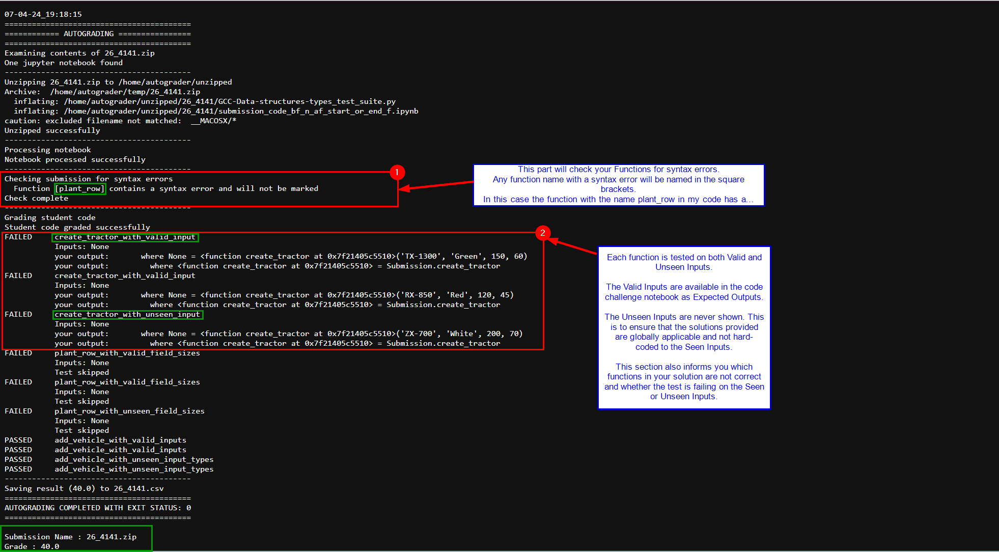 07-04-24_19:18:15
=========================================
============ AUTOGRADING ================
=========================================
Examining contents of 26_4141.zip
One jupyter notebook found
-----------------------------------------
Unzipping 26_4141.zip to /home/autograder/unzipped
Archive:  /home/autograder/temp/26_4141.zip
  inflating: /home/autograder/unzipped/26_4141/GCC-Data-structures-types_test_suite.py
  inflating: /home/autograder/unzipped/26_4141/submission_code_bf_n_af_start_or_end_f.ipynb
caution: excluded filename not matched:  __MACOSX/*
Unzipped successfully
-----------------------------------------
Processing notebook
Notebook processed successfully
-----------------------------------------
Checking submission for syntax errors
  Function [plant_row] contains a syntax error and will not be marked
Check complete
-----------------------------------------
1
This part will check your Functions for syntax errors.
Any function name with a syntax error will be named in the square
brackets.
In this case the function with the name plant_row in my code has a...
Grading student code
Student code graded successfully
FAILED     create_tractor_with_valid_input
           Inputs: None
           your output:       where None = <function create_tractor at 0x7f21405c5510>('TX-1300', 'Green', 150, 60)
           your output:         where <function create_tractor at 0x7f21405c5510> = Submission.create_tractor
FAILED     create_tractor_with_valid_input
           Inputs: None
           your output:       where None = <function create_tractor at 0x7f21405c5510>('RX-850', 'Red', 120, 45)
           your output:         where <function create_tractor at 0x7f21405c5510> = Submission.create_tractor
FAILED     create_tractor_with_unseen_input
           Inputs: None
           your output:       where None = <function create_tractor at 0x7f21405c5510>('ZX-700', 'White', 200, 70)
           your output:         where <function create_tractor at 0x7f21405c5510> = Submission.create_tractor
2
Each function is tested on both Valid and
Unseen Inputs.
The Valid Inputs are available in the code
challenge notebook as Expected Outputs.
The Unseen Inputs are never shown. This
is to ensure that the solutions provided
are globally applicable and not hard-
coded to the Seen Inputs.
This section also informs you which
functions in your solution are not correct
and whether the test is failing on the Seen
or Unseen Inputs.
FAILED     plant_row_with_valid_field_sizes
           Inputs: None
           Test skipped
FAILED     plant_row_with_valid_field_sizes
           Inputs: None
           Test skipped
FAILED     plant_row_with_unseen_field_sizes
           Inputs: None
           Test skipped
PASSED     add_vehicle_with_valid_inputs
PASSED     add_vehicle_with_valid_inputs
PASSED     add_vehicle_with_unseen_input_types
PASSED     add_vehicle_with_unseen_input_types
-----------------------------------------
Saving result (40.0) to 26_4141.csv
=========================================
AUTOGRADING COMPLETED WITH EXIT STATUS: 0
=========================================
Submission Name : 26_4141.zip
Grade : 40.0